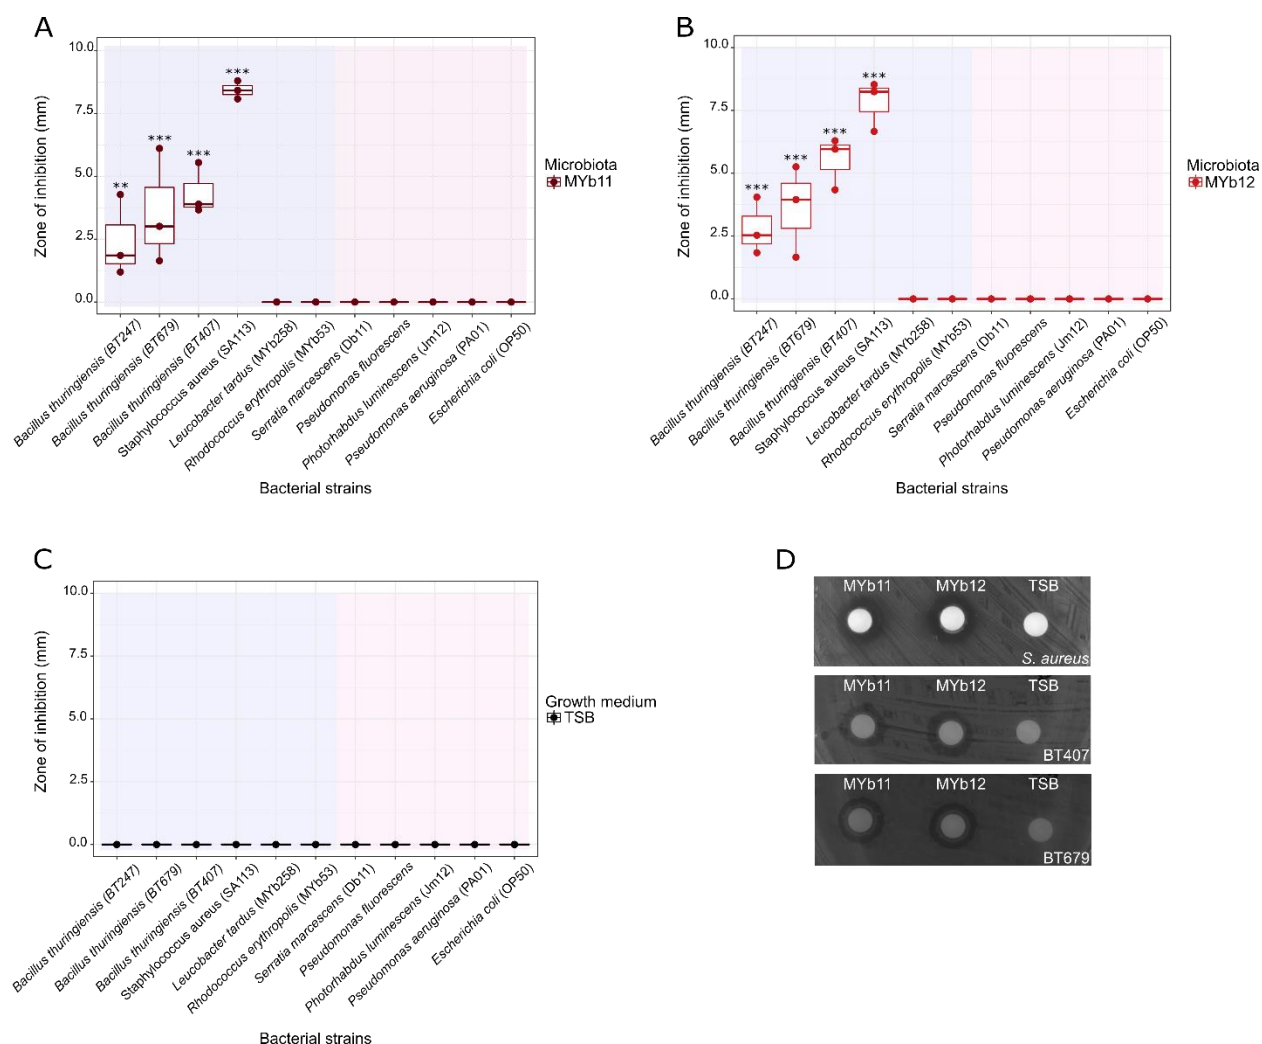 A
Zone of inhibition (mm)
10.0
7.5
5.0
2.5
0.0
**
***
***
***
Bacillus thuringiensis (BT247)
Bacillus thuringiensis (BT679)
Bacillus thuringiensis (BT407)
Staphylococcus aureus (SA113)
Leucobacter tardus (MYb258)
Rhodococcus erythropolis (MYb53)
Serratia marcescens (Db11)
Pseudomonas fluorescens
Photorhabdus luminescens (Jm12)
Pseudomonas aeruginosa (PA01)
Escherichia coli (OP50)
Bacterial strains
Microbiota
MYb11
B
Zone of inhibition (mm)
10.0
7.5
5.0
2.5
0.0
***
***
***
***
Bacillus thuringiensis (BT247)
Bacillus thuringiensis (BT679)
Bacillus thuringiensis (BT407)
Staphylococcus aureus (SA113)
Leucobacter tardus (MYb258)
Rhodococcus erythropolis (MYb53)
Serratia marcescens (Db11)
Pseudomonas fluorescens
Photorhabdus luminescens (Jm12)
Pseudomonas aeruginosa (PA01)
Escherichia coli (OP50)
Bacterial strains
Microbiota
MYb12
C
Zone of inhibition (mm)
10.0
7.5
5.0
2.5
0.0
Bacillus thuringiensis (BT247)
Bacillus thuringiensis (BT679)
Bacillus thuringiensis (BT407)
Staphylococcus aureus (SA113)
Leucobacter tardus (MYb258)
Rhodococcus erythropolis (MYb53)
Serratia marcescens (Db11)
Pseudomonas fluorescens
Photorhabdus luminescens (Jm12)
Pseudomonas aeruginosa (PA01)
Escherichia coli (OP50)
Bacterial strains
Growth medium
TSB
D
MYb11 MYb12 TSB
S. aureus
MYb11 MYb12 TSB
BT407
MYb11 MYb12 TSB
BT679